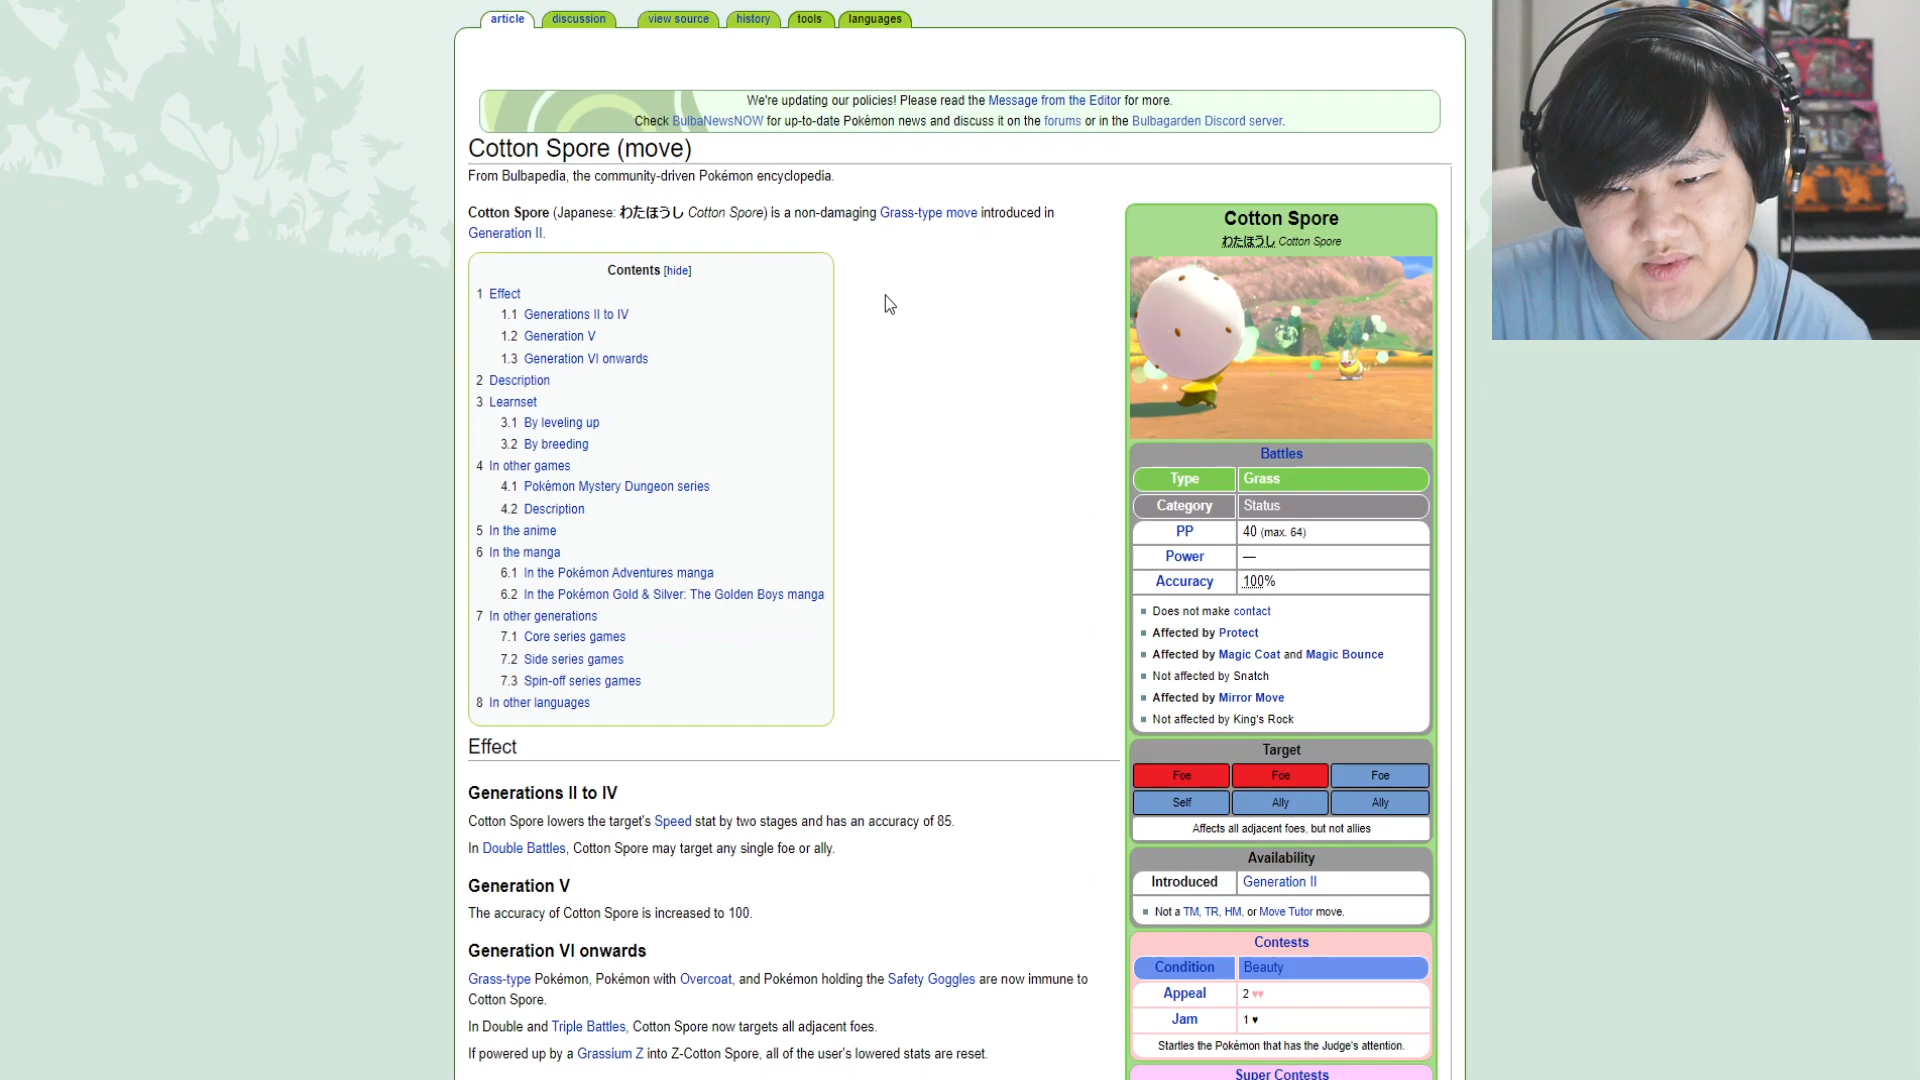 article discussion view source history tools languages
We're updating our policies! Please read the Message from the Editor for more.
Check BulbaNewsNOW for up-to-date Pokémon news and discuss it on the forums or in the Bulbagarden Discord server.
Cotton Spore (move)
From Bulbapedia, the community-driven Pokémon encyclopedia.
Cotton Spore (Japanese: わたほうし Cotton Spore) is a non-damaging Grass-type move introduced in
Generation II.
Contents [hide]
1 Effect
1.1 Generations II to IV
1.2 Generation V
1.3 Generation VI onwards
2 Description
3 Learnset
3.1 By leveling up
3.2 By breeding
4 In other games
4.1 Pokémon Mystery Dungeon series
4.2 Description
5 In the anime
6 In the manga
6.1 In the Pokémon Adventures manga
6.2 In the Pokémon Gold & Silver: The Golden Boys manga
7 In other generations
7.1 Core series games
7.2 Side series games
7.3 Spin-off series games
8 In other languages
Effect
Generations II to IV
Cotton Spore lowers the target's Speed stat by two stages and has an accuracy of 85.
In Double Battles, Cotton Spore may target any single foe or ally.
Generation V
The accuracy of Cotton Spore is increased to 100.
Generation VI onwards
Grass-type Pokémon, Pokémon with Overcoat, and Pokémon holding the Safety Goggles are now immune to
Cotton Spore.
In Double and Triple Battles, Cotton Spore now targets all adjacent foes.
If powered up by a Grassium Z into Z-Cotton Spore, all of the user's lowered stats are reset.
Cotton Spore
わたほうし Cotton Spore
Battles
Type Grass
Category Status
PP 40 (max. 64)
Power —
Accuracy 100%
Does not make contact
Affected by Protect
Affected by Magic Coat and Magic Bounce
Not affected by Snatch
Affected by Mirror Move
Not affected by King's Rock
Target
Foe Foe Foe
Self Ally Ally
Affects all adjacent foes, but not allies
Availability
Introduced Generation II
Not a TM, TR, HM, or Move Tutor move.
Contests
Condition Beauty
Appeal 2 ♥♥
Jam 1 ♥
Startles the Pokémon that has the Judge's attention.
Super Contests